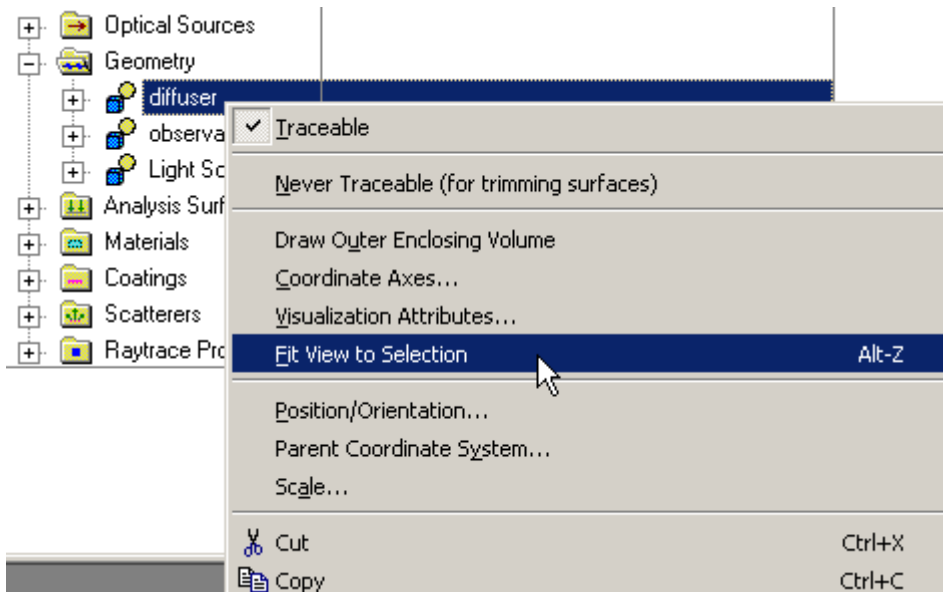 Optical Sources
Geometry
diffuser
Traceable
observa
Light Sc
Never Traceable (for trimming surfaces)
Analysis Surf
Materials
Draw Outer Enclosing Volume
Coatings
Coordinate Axes...
Scatterers
Visualization Attributes...
Raytrace Pro
Fit View to Selection Alt-Z
Position/Orientation...
Parent Coordinate System...
Scale...
Cut Ctrl+X
Copy Ctrl+C